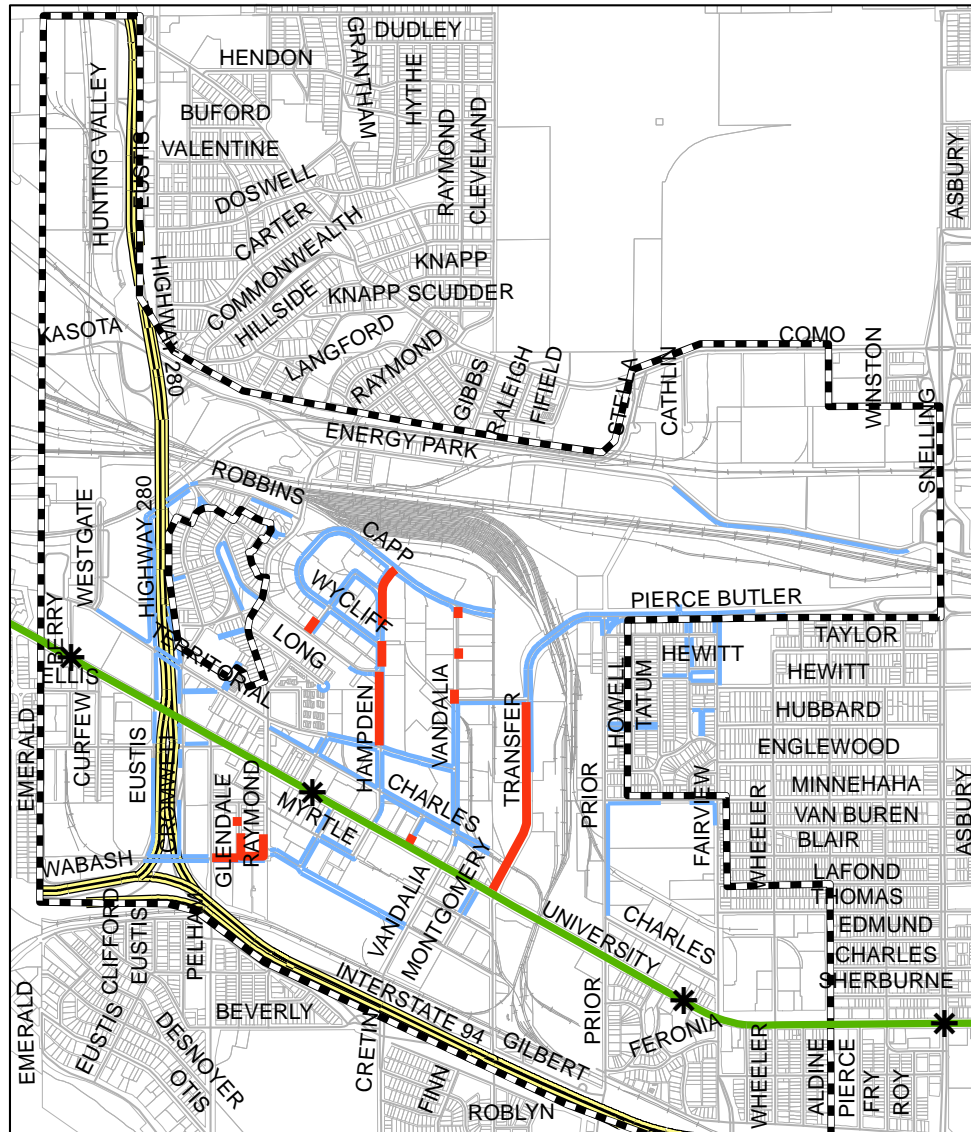 DUDLEY
HENDON
GRANTHAM
HYTHE
HUNTING VALLEY
EUSTIS
BUFORD
VALENTINE
RAYMOND
CLEVELAND
ASBURY
DOSWELL
CARTER
COMMONWEALTH
HILLSIDE
KNAPP
KNAPP
SCUDDER
HIGHWAY 280
KASOTA
LANGFORD
RAYMOND
GIBBS
RALEIGH
FIFIELD
STELLA
CATHLIN
COMO
WINSTON
SNELLING
ENERGY PARK
ROBBINS
WESTGATE
HIGHWAY 280
CAPP
WYCLIFF
LONG
PIERCE BUTLER
BERRY
ELLIS
TERRITORIAL
HAMPDEN
VANDALIA
TRANSFER
HOWELL
TATUM
HEWITT
TAYLOR
HEWITT
HUBBARD
ENGLEWOOD
MINNEHAHA
VAN BUREN
BLAIR
LAFOND
THOMAS
EDMUND
CHARLES
SHERBURNE
EMERALD
CURFEW
EUSTIS
CROMWELL
GLENDALE
RAYMOND
MYRTLE
CHARLES
PRIOR
FAIRVIEW
WHEELER
ASBURY
WABASH
VANDALIA
MONTGOMERY
UNIVERSITY
CHARLES
CLIFFORD
EUSTIS
PELHA
INTERSTATE 94
BEVERLY
EMERALD
EUSTIS
DESNOYER
OTIS
CRETIN
FINN
GILBERT
ROBLYN
PRIOR
FERONIA
WHEELER
ALDINE
PIERCE
FRY
ROY